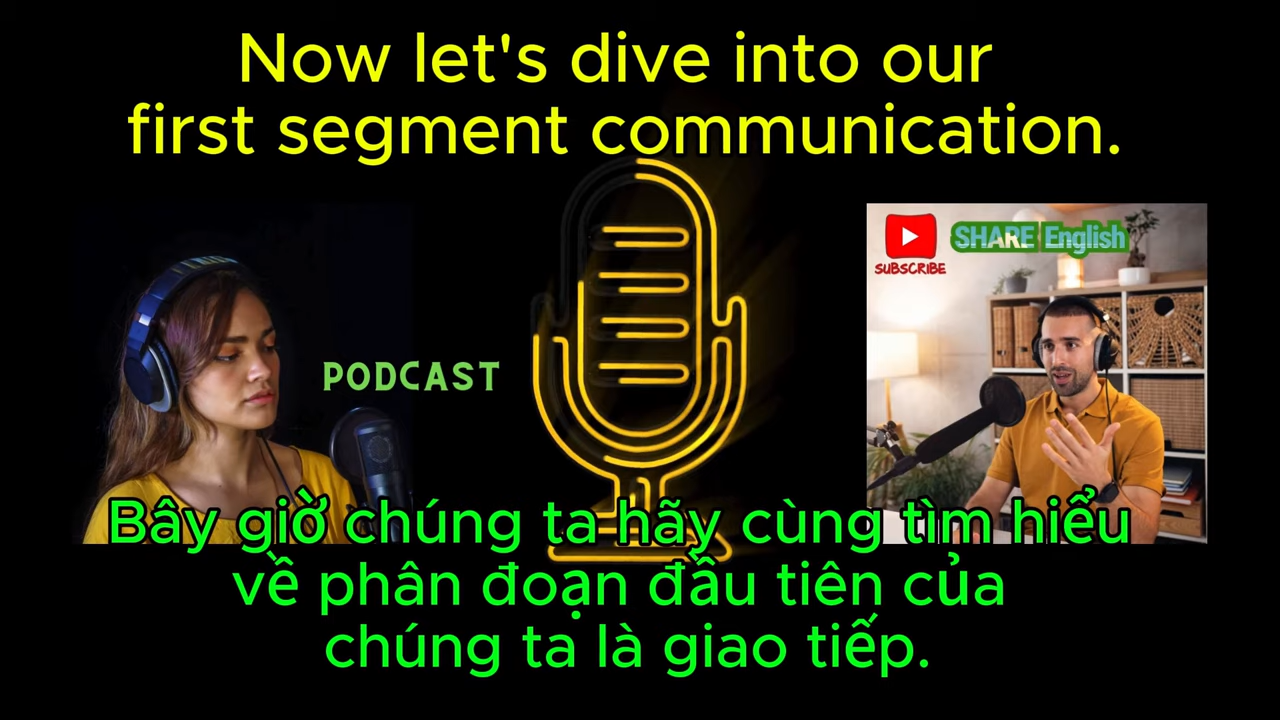 Now let's dive into our
first segment communication.
SUBSCRIBE
SHARE English
PODCAST
Bây giờ chúng ta hãy cùng tìm hiểu
về phân đoạn đầu tiên của
chúng ta là giao tiếp.